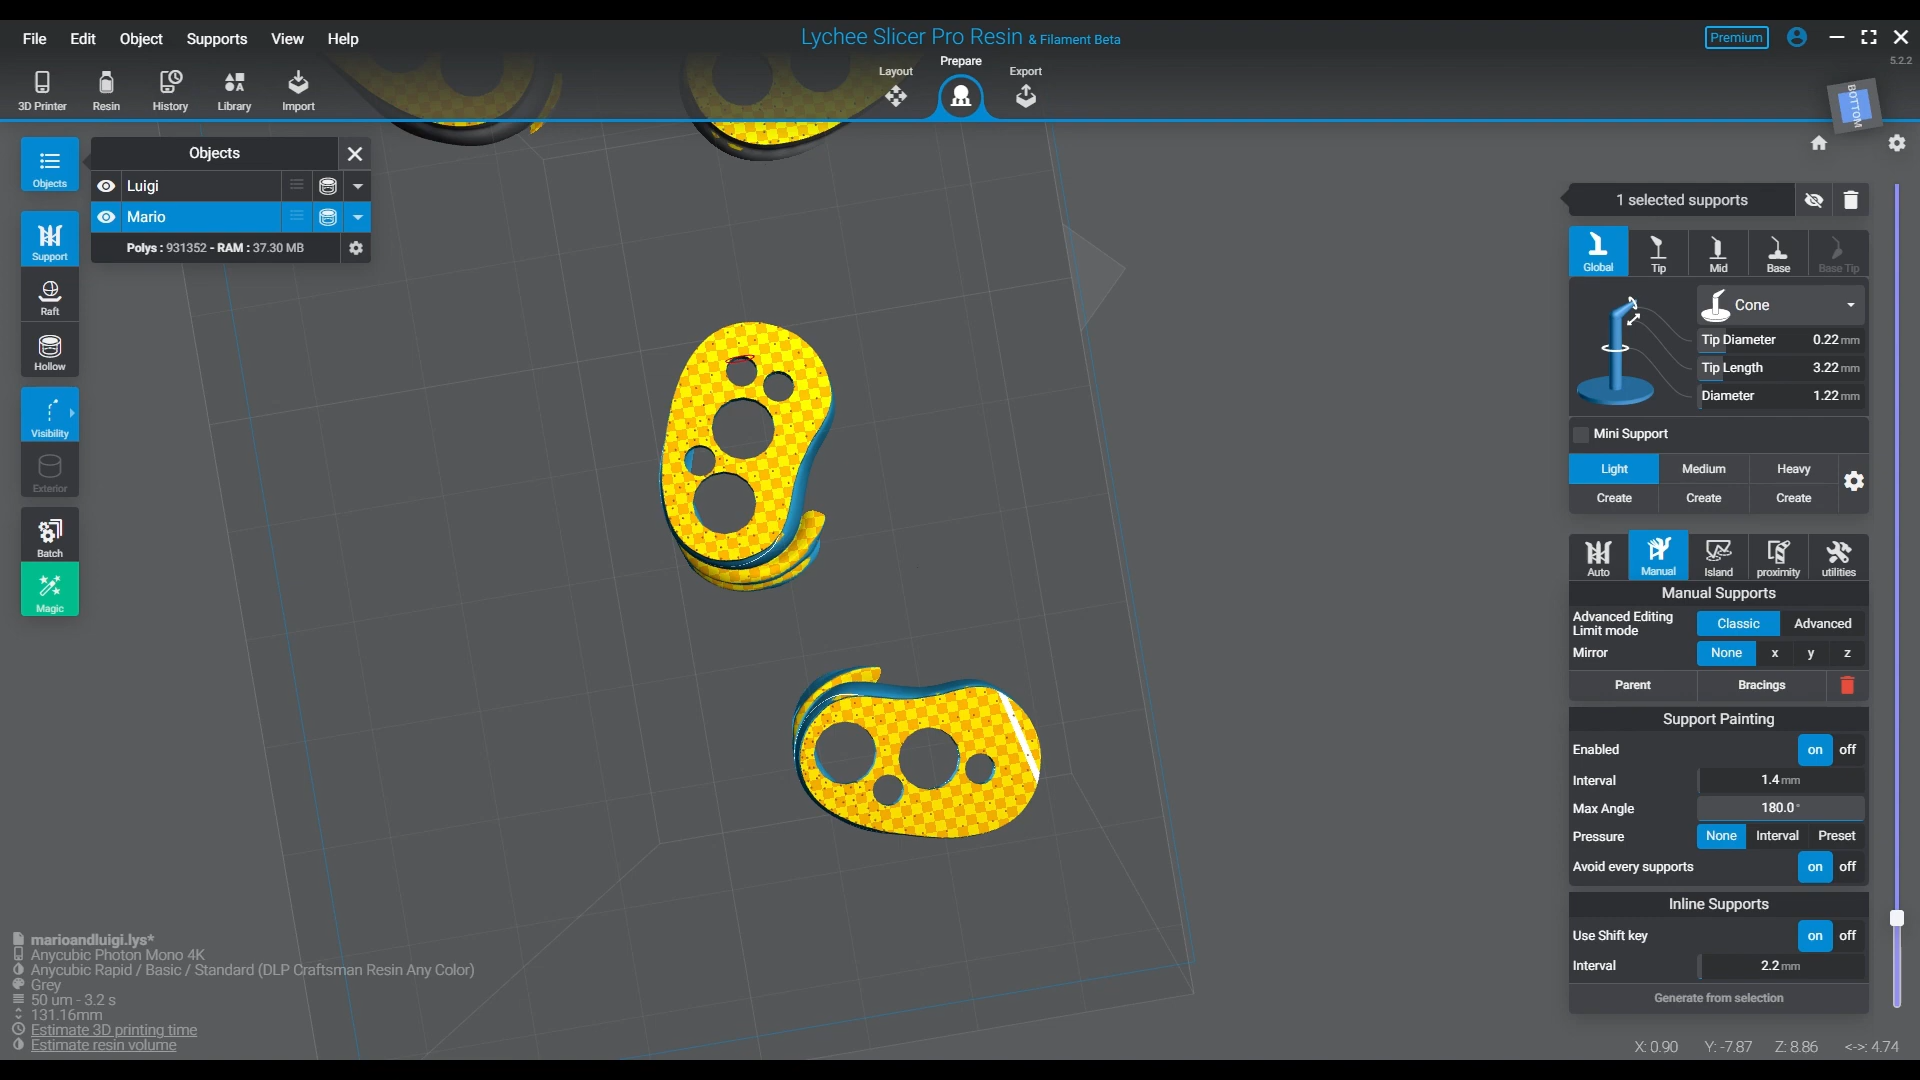 File Edit Object Supports View Help
Lychee Slicer Pro Resin & Filament Beta
Premium
5.2.2
3D Printer Resin History Library Import
Layout Prepare Export
BOTTOM
Objects
Objects
Luigi
Mario
Polys : 931352 - RAM : 37.30 MB
Support
Raft
Hollow
Visibility
Exterior
Batch
Magic
1 selected supports
Global Tip Mid Base Base Tip
Cone
Tip Diameter 0.22 mm
Tip Length 3.22 mm
Diameter 1.22 mm
Mini Support
Light Medium Heavy
Create Create Create
Auto Manual Island proximity utilities
Manual Supports
Advanced Editing
Limit mode
Classic Advanced
Mirror None x y z
Parent Bracings
Support Painting
Enabled on off
Interval 1.4 mm
Max Angle 180.0 °
Pressure None Interval Preset
Avoid every supports on off
Inline Supports
Use Shift key on off
Interval 2.2 mm
Generate from selection
marioandluigi.lys*
Anycubic Photon Mono 4K
Anycubic Rapid / Basic / Standard (DLP Craftsman Resin Any Color)
Grey
50 um - 3.2 s
131.16mm
Estimate 3D printing time
Estimate resin volume
X: 0.90 Y: -7.87 Z: 8.86 <->: 4.74